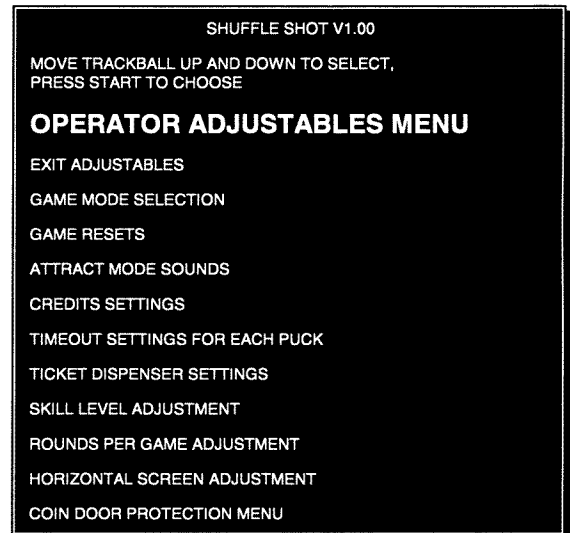 SHUFFLE SHOT V1.00
MOVE TRACKBALL UP AND DOWN TO SELECT,
PRESS START TO CHOOSE
OPERATOR ADJUSTABLES MENU
EXIT ADJUSTABLES
GAME MODE SELECTION
GAME RESETS
ATTRACT MODE SOUNDS
CREDITS SETTINGS
TIMEOUT SETTINGS FOR EACH PUCK
TICKET DISPENSER SETTINGS
SKILL LEVEL ADJUSTMENT
ROUNDS PER GAME ADJUSTMENT
HORIZONTAL SCREEN ADJUSTMENT
COIN DOOR PROTECTION MENU